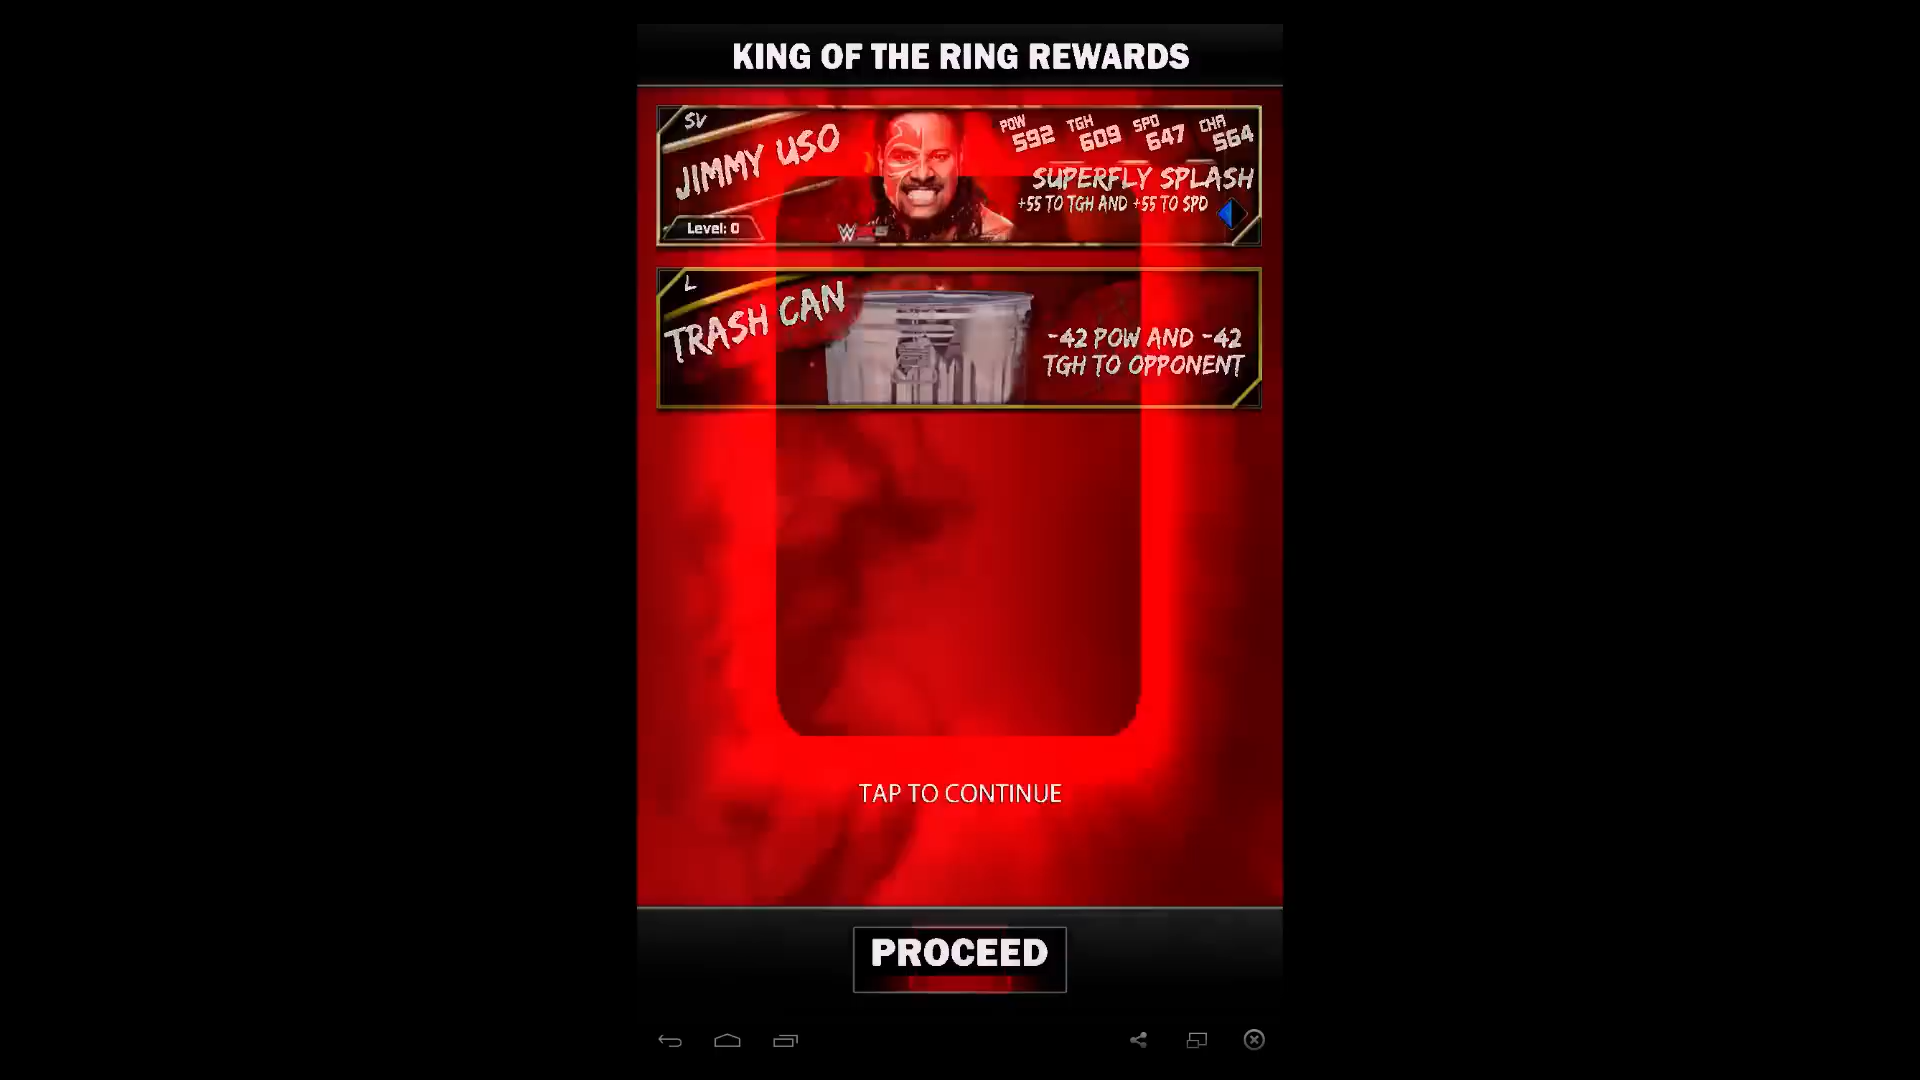 KING OF THE RING REWARDS
SV
JIMMY USO
Level: 0
POW 592 TGH 609 SPD 647 CHA 564
SUPERFLY SPLASH
+55 TO TGH AND +55 TO SPD
L
TRASH CAN
-42 POW AND -42
TGH TO OPPONENT
TAP TO CONTINUE
PROCEED